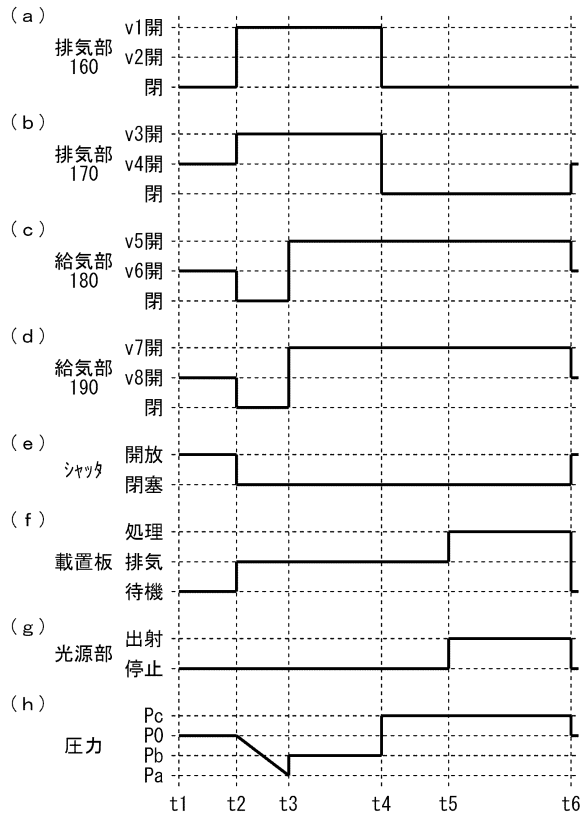 (a)
排気部
160
v1開
v2開
閉
(b)
排気部
170
v3開
v4開
閉
(c)
給気部
180
v5開
v6開
閉
(d)
給気部
190
v7開
v8開
閉
(e)
シャッタ
開放
閉塞
(f)
載置板
処理
排気
待機
(g)
光源部
出射
停止
(h)
圧力
Pc
P0
Pb
Pa
t1 t2 t3 t4 t5 t6